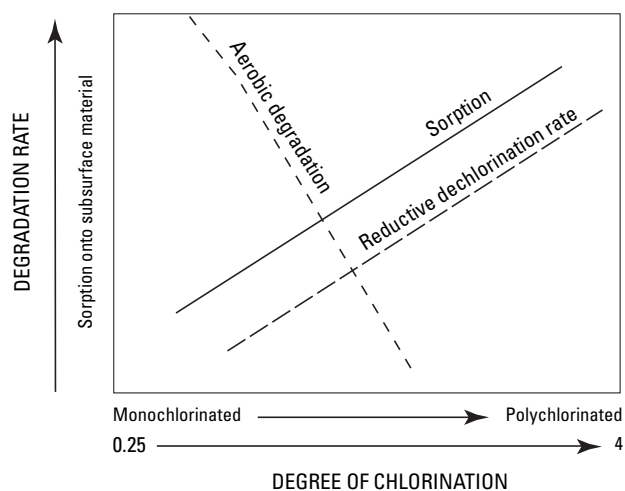 DEGRADATION RATE
Sorption onto subsurface material
Aerobic degradation
Sorption
Reductive dechlorination rate
Monochlorinated Polychlorinated
0.25 4
DEGREE OF CHLORINATION